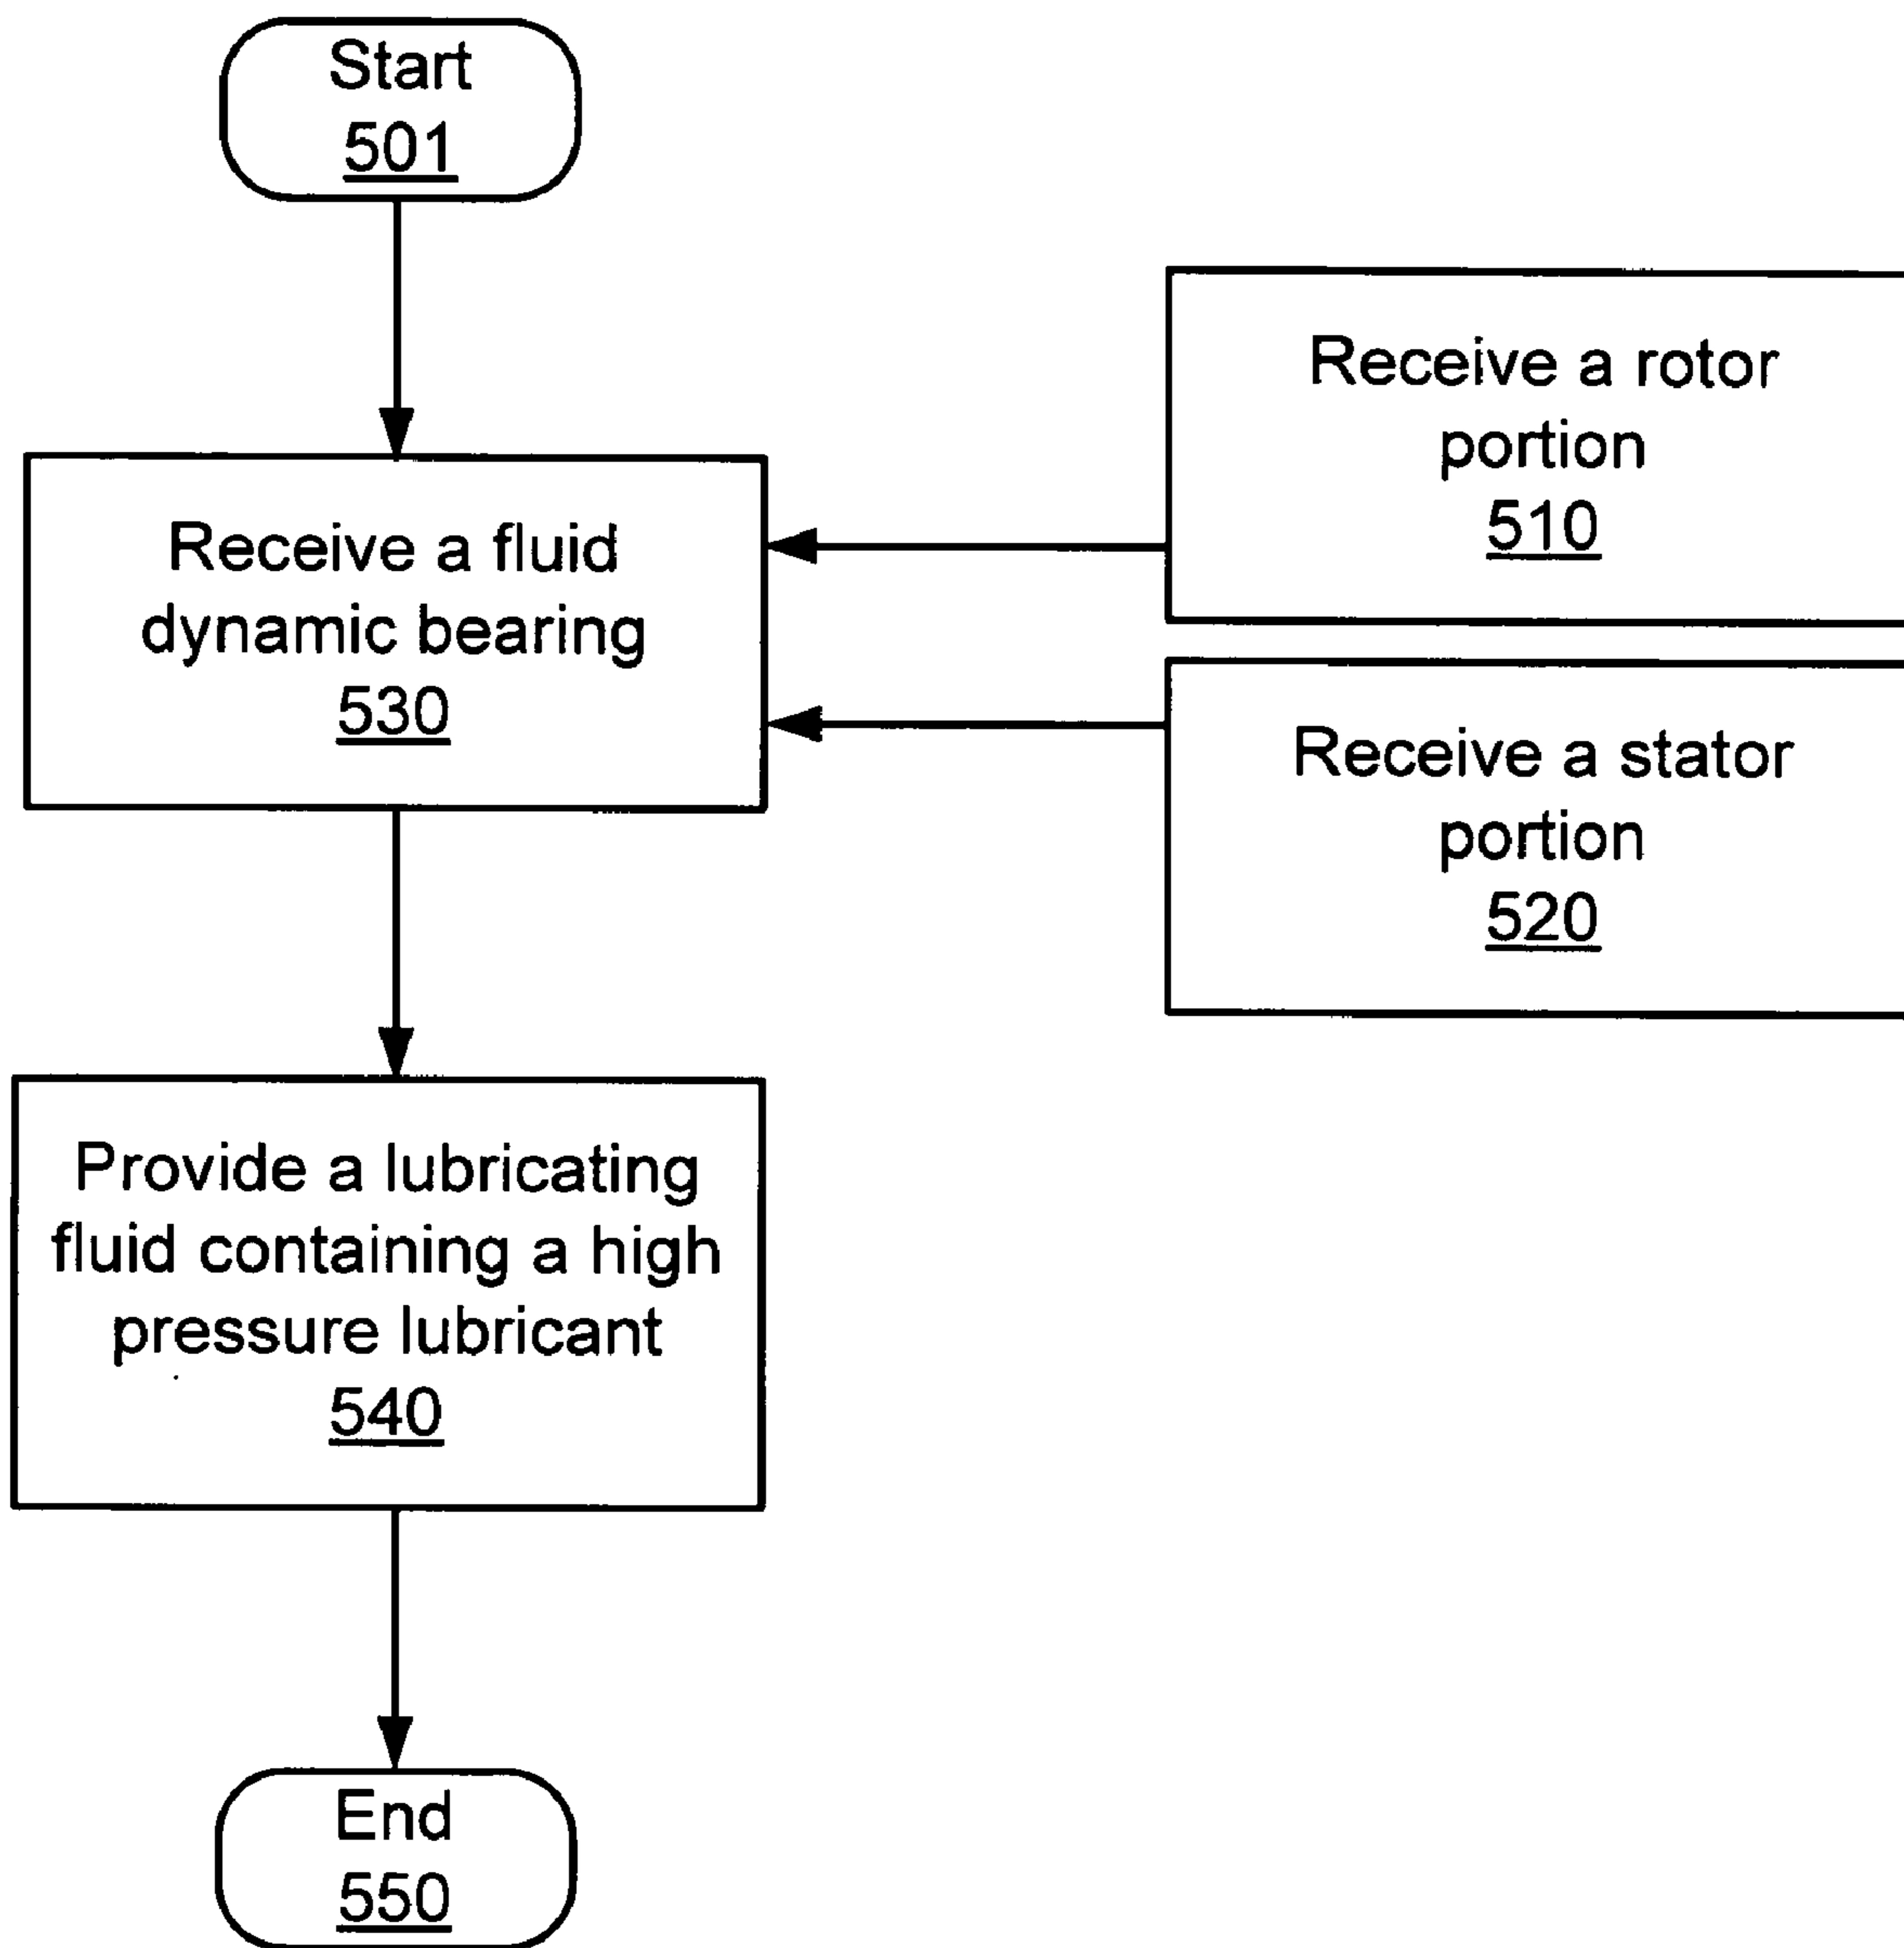 Start
501
Receive a rotor
portion
510
Receive a fluid
dynamic bearing
530
Receive a stator
portion
520
Provide a lubricating
fluid containing a high
pressure lubricant
540
End
550